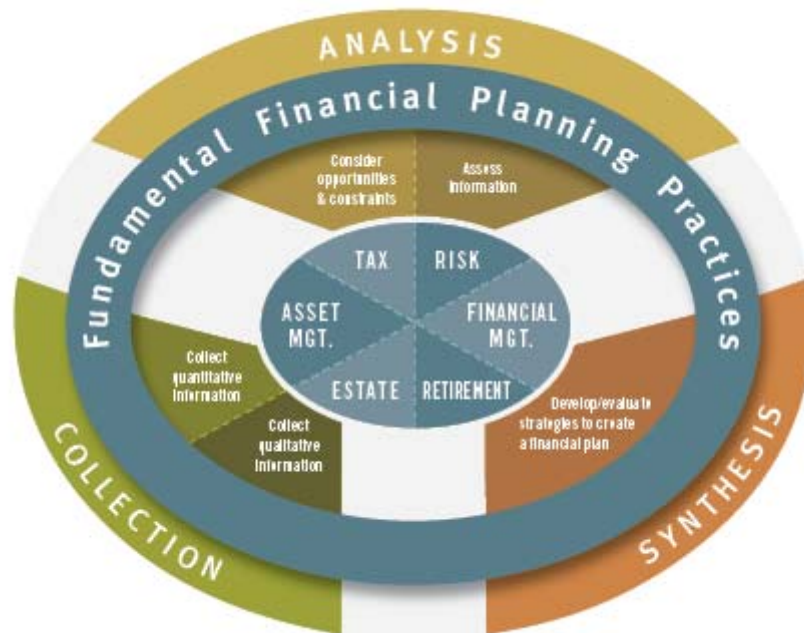 ANALYSIS
Fundamental Financial Planning Practices
Consider
opportunities
& constraints
Assess
information
TAX
RISK
ASSET
MGT.
FINANCIAL
MGT.
ESTATE
RETIREMENT
Collect
quantitative
information
Collect
qualitative
information
Develop/evaluate
strategies to create
a financial plan
COLLECTION
SYNTHESIS